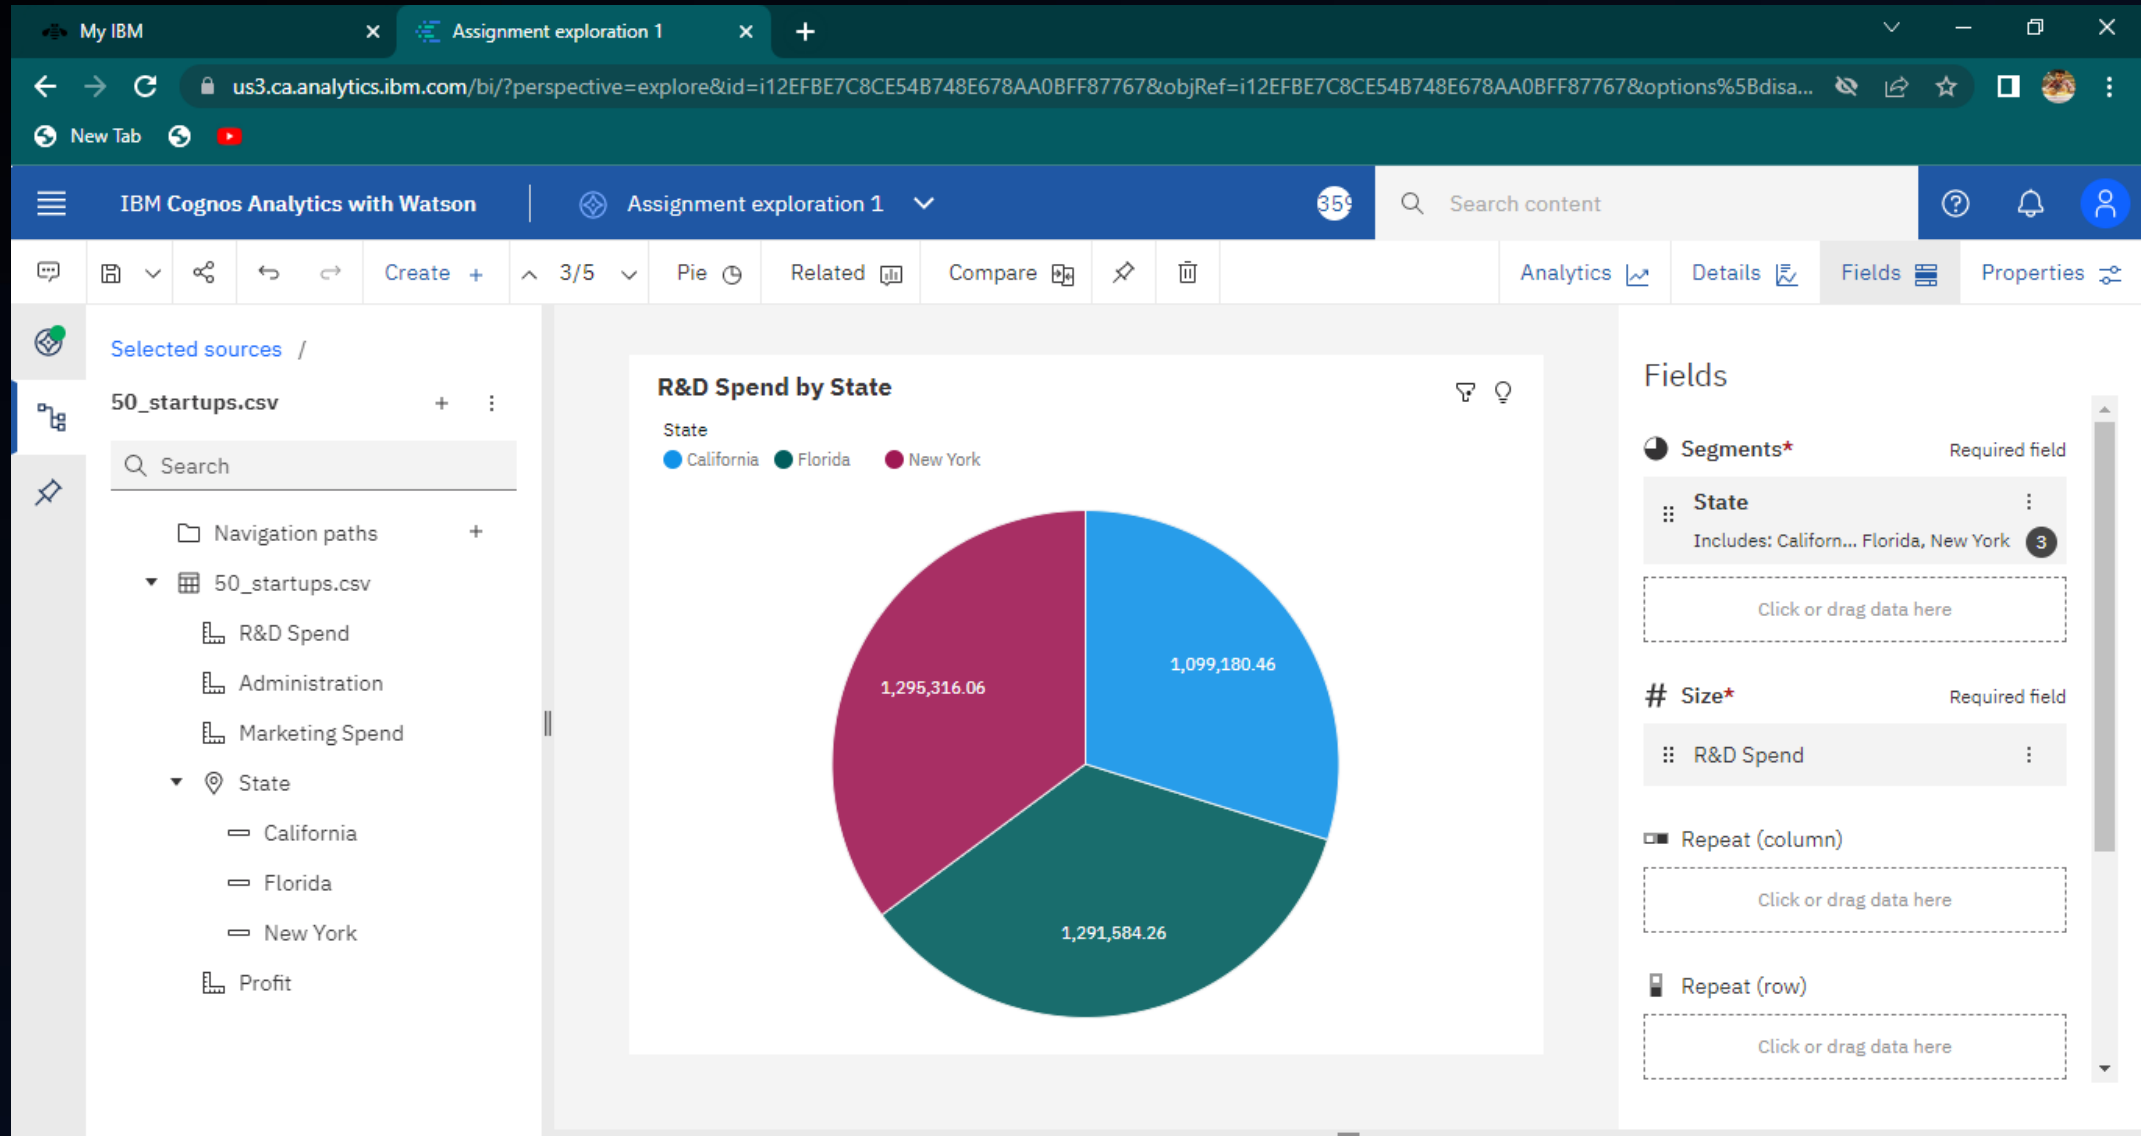 My IBM
Assignment exploration 1
us3.ca.analytics.ibm.com/bi/?perspective=explore&id=i12EFBE7C8CE54B748E678AA0BFF87767&objRef=i12EFBE7C8CE54B748E678AA0BFF87767&options%5Bdisa...
New Tab
IBM Cognos Analytics with Watson
Assignment exploration 1
359
Search content
Create +
3/5
Pie
Related
Compare
Analytics
Details
Fields
Properties
Selected sources /
50_startups.csv
Search
Navigation paths
50_startups.csv
R&D Spend
Administration
Marketing Spend
State
California
Florida
New York
Profit
R&D Spend by State
State
California
Florida
New York
1,099,180.46
1,295,316.06
1,291,584.26
Fields
Segments* Required field
State
Includes: Californ... Florida, New York 3
Click or drag data here
# Size* Required field
R&D Spend
Repeat (column)
Click or drag data here
Repeat (row)
Click or drag data here